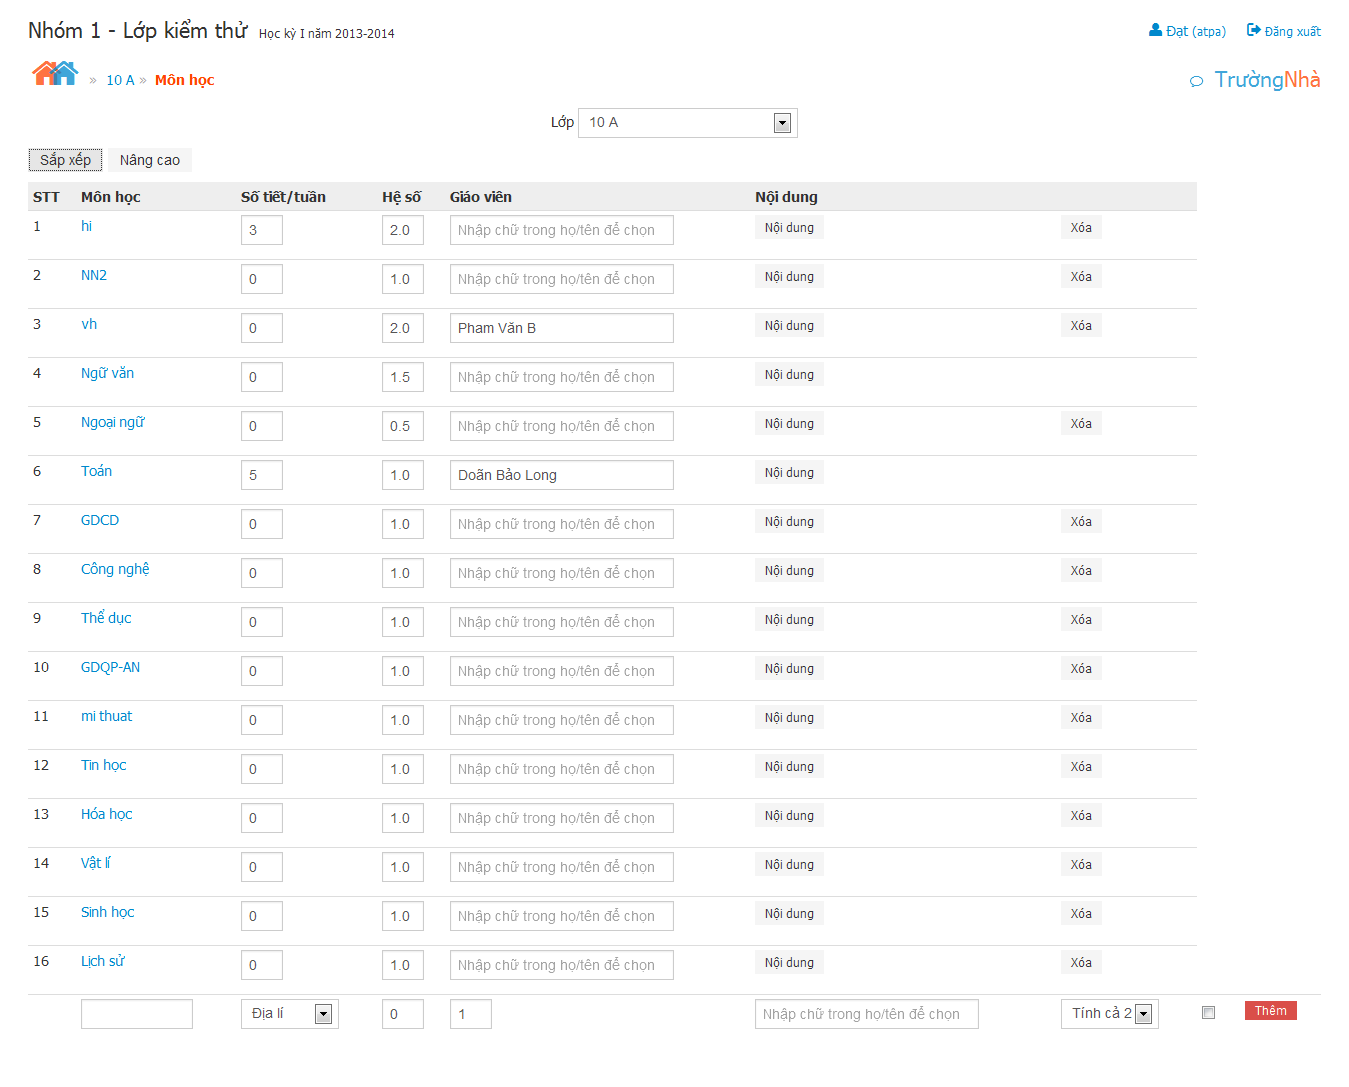 Nhóm 1 - Lớp kiểm thử Học kỳ I năm 2013-2014
Đạt (atpa) Đăng xuất
» 10 A » Môn học
TrườngNhà
Lớp 10 A
Sắp xếp Nâng cao
STT Môn học Số tiết/tuần Hệ số Giáo viên Nội dung
1 hi 3 2.0 Nhập chữ trong họ/tên để chọn Nội dung Xóa
2 NN2 0 1.0 Nhập chữ trong họ/tên để chọn Nội dung Xóa
3 vh 0 2.0 Pham Văn B Nội dung Xóa
4 Ngữ văn 0 1.5 Nhập chữ trong họ/tên để chọn Nội dung
5 Ngoại ngữ 0 0.5 Nhập chữ trong họ/tên để chọn Nội dung Xóa
6 Toán 5 1.0 Doãn Bảo Long Nội dung
7 GDCD 0 1.0 Nhập chữ trong họ/tên để chọn Nội dung Xóa
8 Công nghệ 0 1.0 Nhập chữ trong họ/tên để chọn Nội dung Xóa
9 Thể dục 0 1.0 Nhập chữ trong họ/tên để chọn Nội dung Xóa
10 GDQP-AN 0 1.0 Nhập chữ trong họ/tên để chọn Nội dung Xóa
11 mi thuat 0 1.0 Nhập chữ trong họ/tên để chọn Nội dung Xóa
12 Tin học 0 1.0 Nhập chữ trong họ/tên để chọn Nội dung Xóa
13 Hóa học 0 1.0 Nhập chữ trong họ/tên để chọn Nội dung Xóa
14 Vật lí 0 1.0 Nhập chữ trong họ/tên để chọn Nội dung Xóa
15 Sinh học 0 1.0 Nhập chữ trong họ/tên để chọn Nội dung Xóa
16 Lịch sử 0 1.0 Nhập chữ trong họ/tên để chọn Nội dung Xóa
Địa lí 0 1 Nhập chữ trong họ/tên để chọn Tính cả 2 Thêm